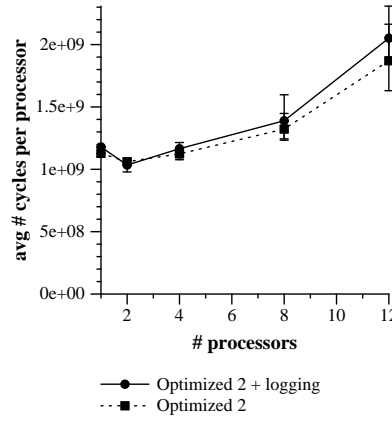 2e+09
1.5e+9
1e+09
5e+08
0e+00
avg # cycles per processor
2 4 6 8 10 12
# processors
Optimized 2 + logging
Optimized 2